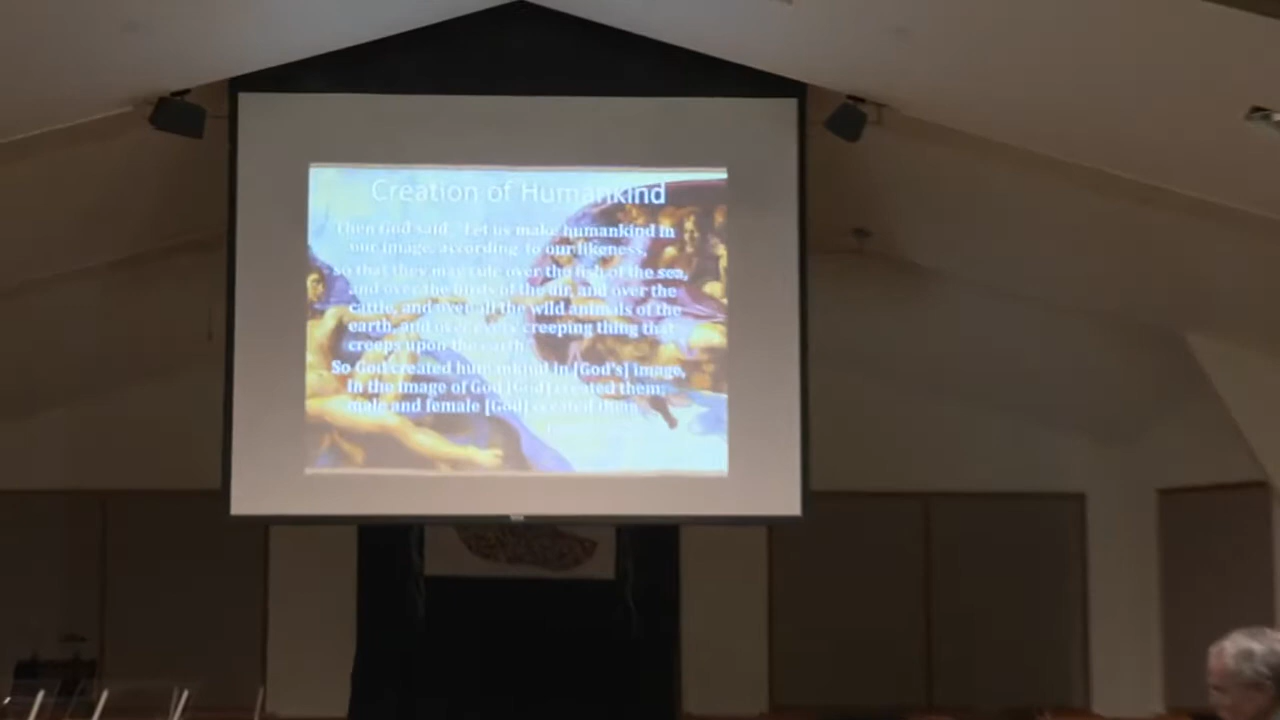 Creation of Humankind
Then God said, "Let us make humankind in
our image, according to our likeness,
so that they may rule over the fish of the sea,
and over the birds of the air, and over the
cattle, and over all the wild animals of the
earth, and over every creeping thing that
creeps upon the earth
So God created humankind in [God's] image,
In the image of God [God] created them;
male and female [God] created them